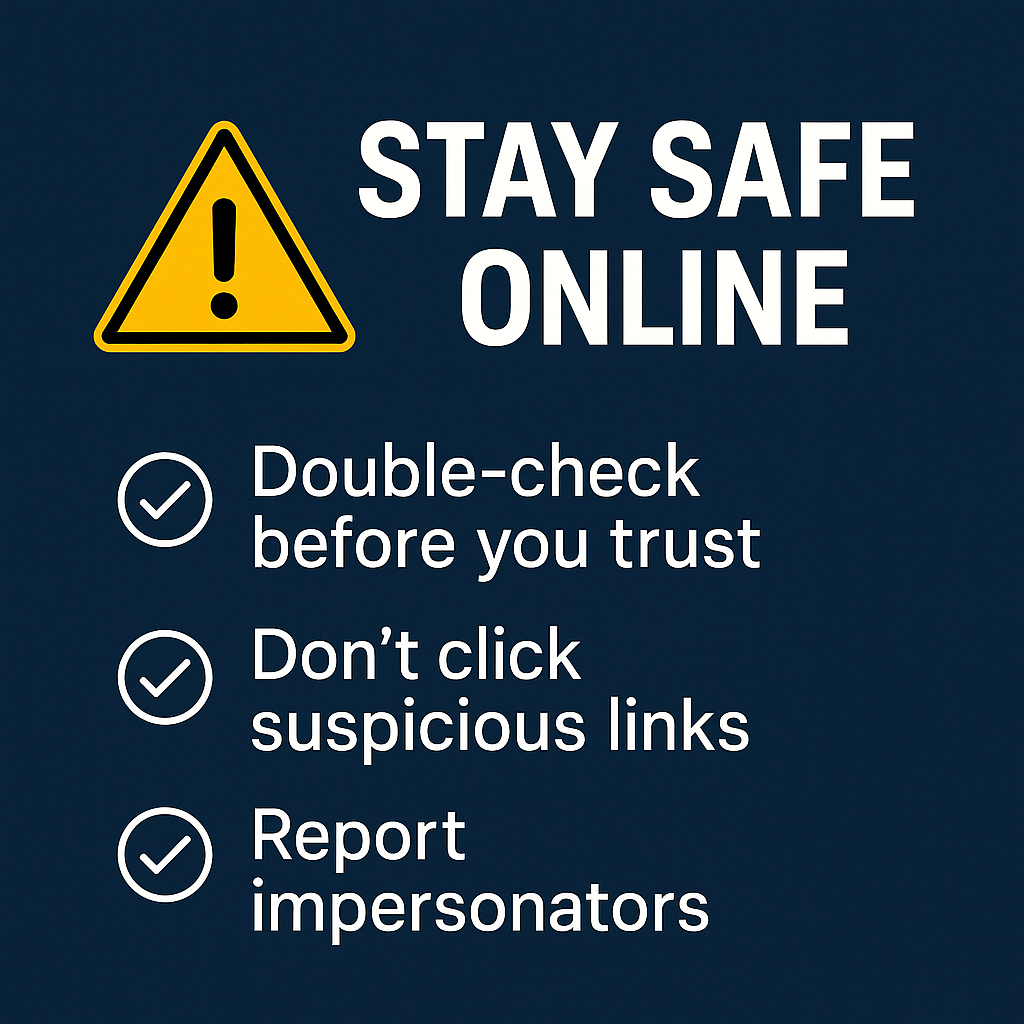 STAY SAFE
ONLINE
Double-check
before you trust
Don’t click
suspicious links
Report
impersonators